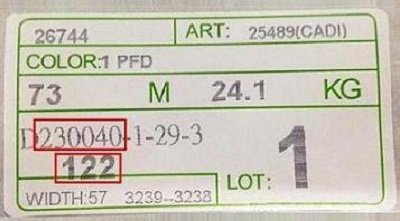 26744 ART: 25489(CADI)
COLOR:1 PFD
73 M 24.1 KG
D230040-1-29-3
122
LOT: 1
WIDTH:57 3239--3238